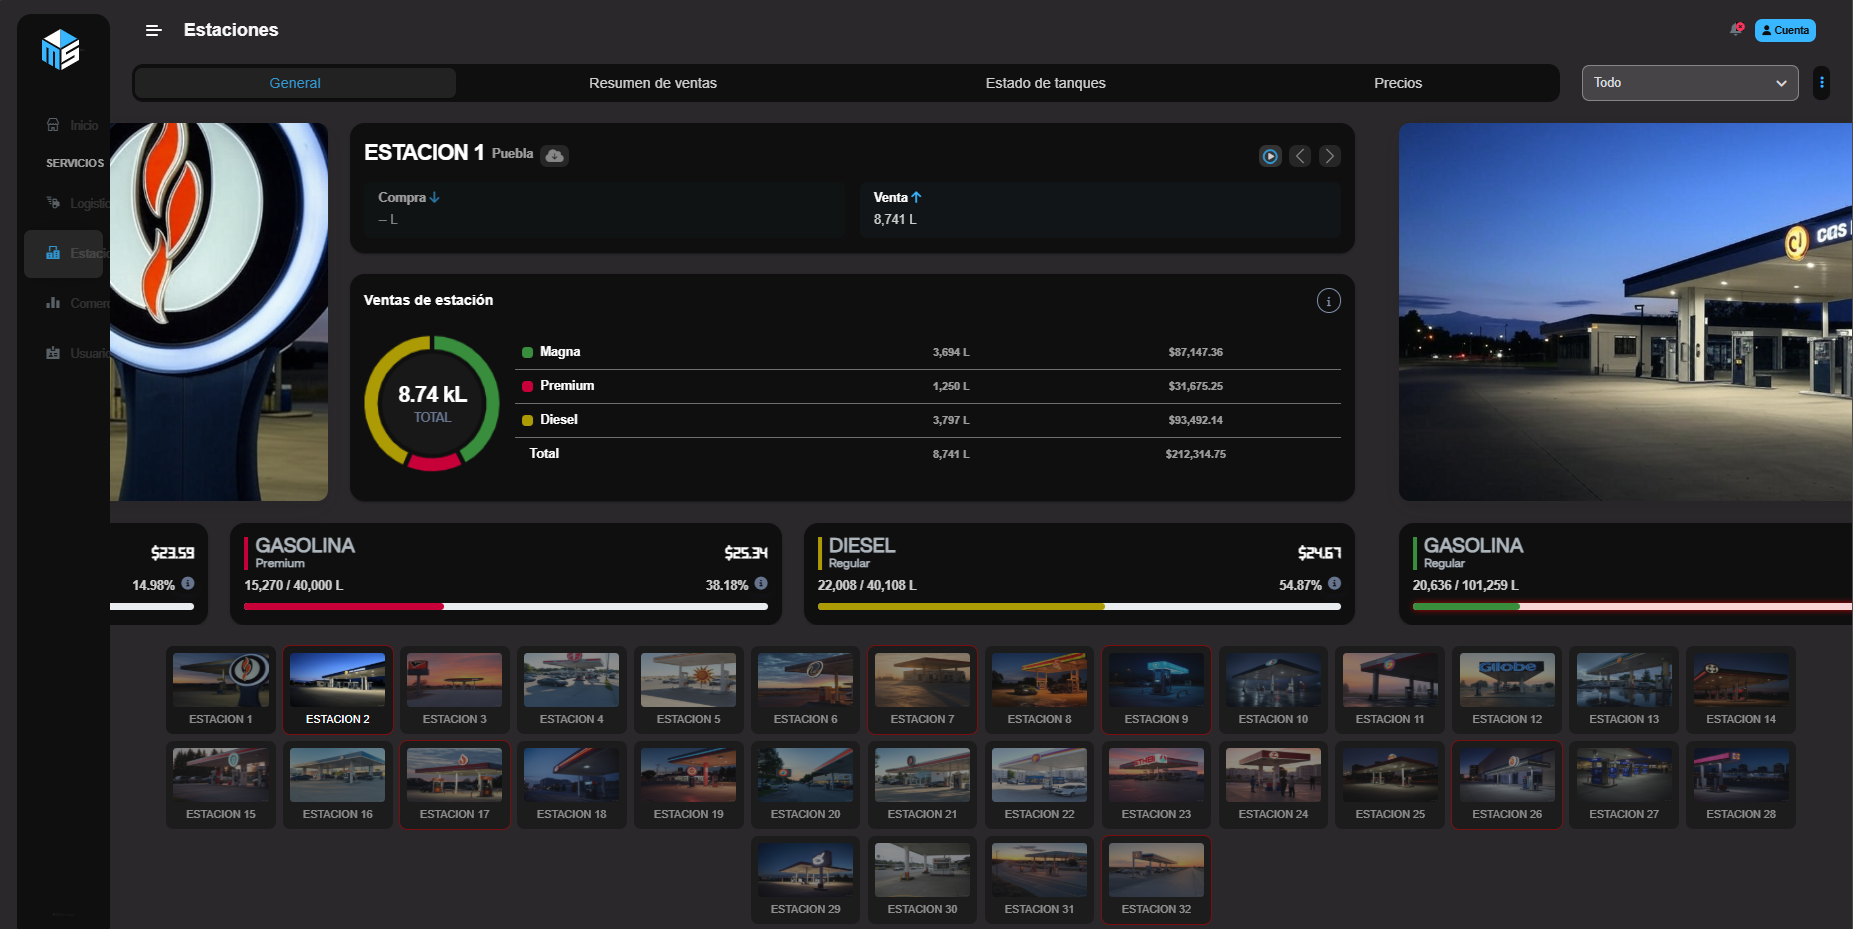 Estaciones
Cuenta
General
Resumen de ventas
Estado de tanques
Precios
Todo
Inicio
SERVICIOS
Logístic
Estaci
Comerc
Usuari
ESTACION 1 Puebla
Compra
-- L
Venta
8,741 L
Ventas de estación
8.74 kL
TOTAL
Magna 3,694 L $87,147.36
Premium 1,250 L $31,675.25
Diesel 3,797 L $93,492.14
Total 8,741 L $212,314.75
cas
$23.59
14.98%
GASOLINA
Premium
$25.34
15,270 / 40,000 L
38.18%
DIESEL
Regular
$24.67
22,008 / 40,108 L
54.87%
GASOLINA
Regular
20,636 / 101,259 L
ESTACION 1
ESTACION 2
ESTACION 3
ESTACION 4
ESTACION 5
ESTACION 6
ESTACION 7
ESTACION 8
ESTACION 9
ESTACION 10
ESTACION 11
Gliobe
ESTACION 12
ESTACION 13
ESTACION 14
ESTACION 15
ESTACION 16
ESTACION 17
ESTACION 18
ESTACION 19
ESTACION 20
ESTACION 21
ESTACION 22
ESTACION 23
ESTACION 24
ESTACION 25
ESTACION 26
ESTACION 27
ESTACION 28
ESTACION 29
ESTACION 30
ESTACION 31
ESTACION 32